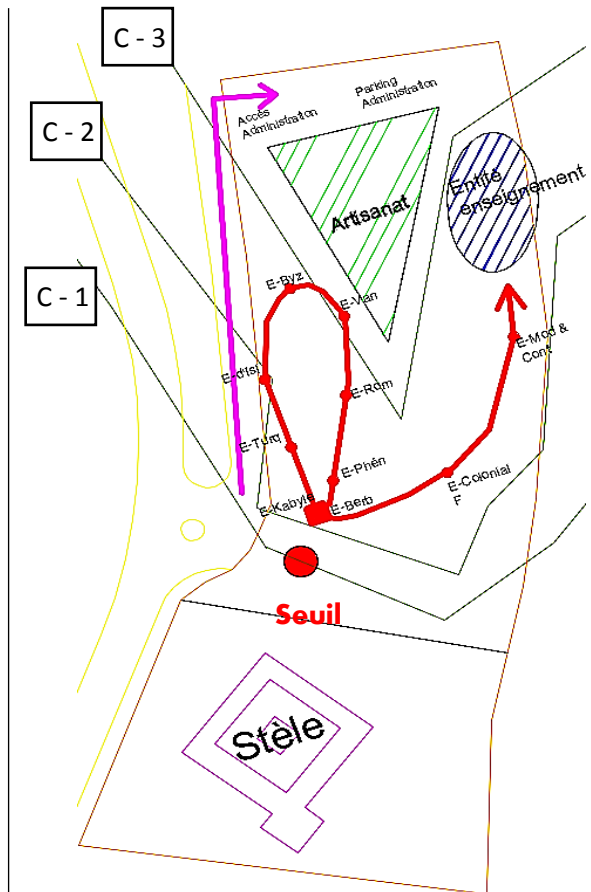 C - 3
Parking
Administration
Accès
Administration
C - 2
Entité
enseignement
Artisanat
E-Byz
C - 1
E-Van
E-Mod &
Cont
E-d'Isl
E-Rom
E-Turq
E-Phén
E-Colonial
F
E-Kabyle
E-Berb
Seuil
Stèle